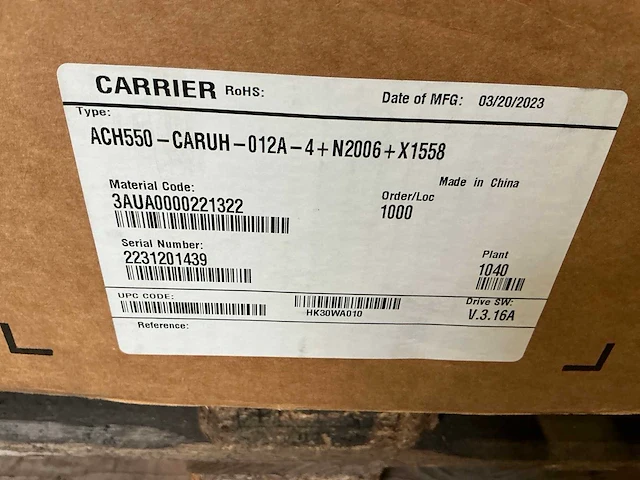 CARRIER RoHS: Date of MFG: 03/20/2023
Type:
ACH550-CARUH-012A-4+N2006+X1558
Made in China
Material Code: Order/Loc
3AUA0000221322 1000
Serial Number: Plant
2231201439 1040
UPC CODE: Drive SW:
HK30WA010 V.3.16A
Reference: